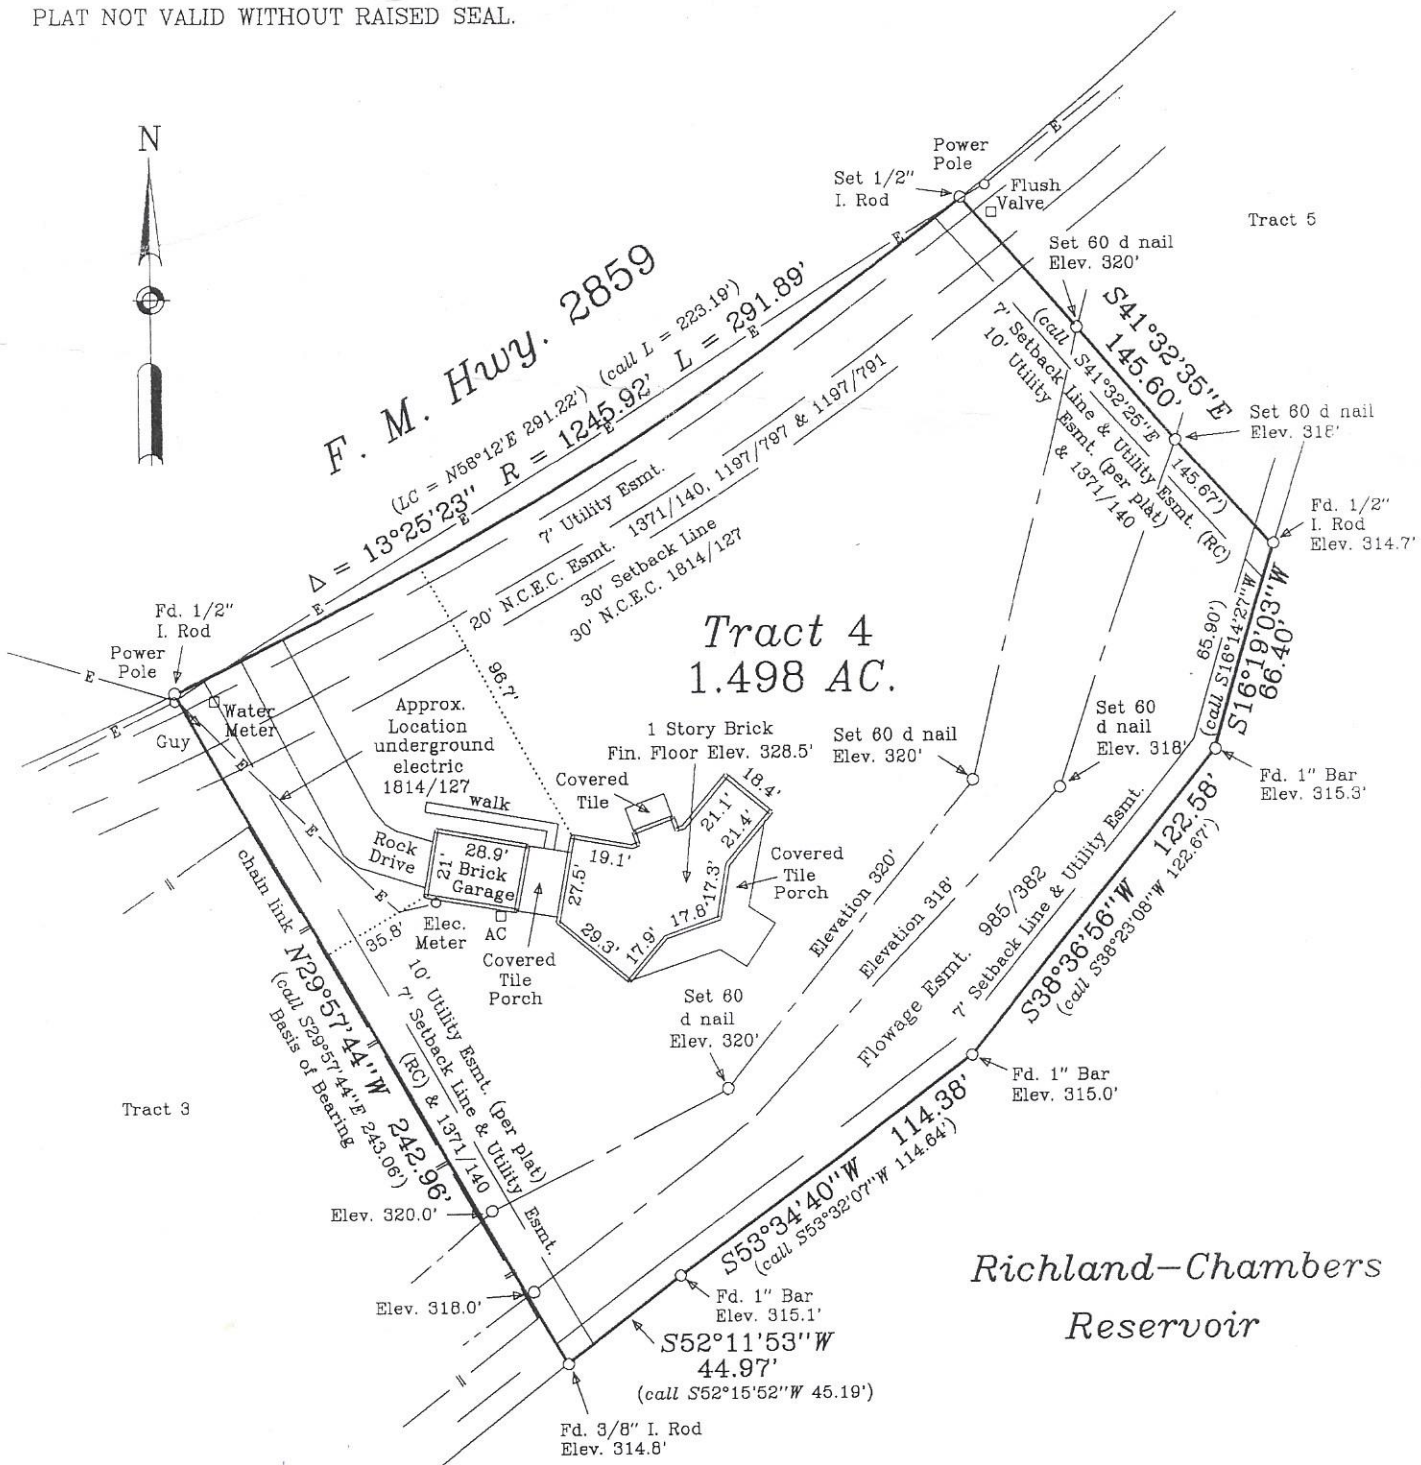 PLAT NOT VALID WITHOUT RAISED SEAL.
N
Power
Pole
Set 1/2"
I. Rod
Flush
Valve
Tract 5
Set 60 d nail
Elev. 320'
F. M. Hwy. 2859
(LC = N58°12'E 291.22') (call L = 223.19')
Δ = 13°25'23" R = 1245.92' L = 291.89'
E
E
E
E
E
E
S41°32'35"E
145.60'
(call S41°32'25"E 145.67')
7' Setback Line & Utility Esmt. (RC)
10' Utility Esmt. (per plat)
& 1371/140
Set 60 d nail
Elev. 318'
Fd. 1/2"
I. Rod
Elev. 314.7'
7' Utility Esmt.
20' N.C.E.C. Esmt. 1371/140, 1197/797 & 1197/791
30' Setback Line
30' N.C.E.C. 1814/127
Fd. 1/2"
I. Rod
Power
Pole
E
E
Guy
Water
Meter
E
E
E
96.7'
Tract 4
1.498 AC.
S16°19'03"W
66.40'
(call S16°14'27"W 65.90')
Approx.
Location
underground
electric
1814/127
1 Story Brick
Fin. Floor Elev. 328.5'
Set 60 d nail
Elev. 320'
Set 60
d nail
Elev. 318'
Fd. 1" Bar
Elev. 315.3'
Covered
Tile
walk
18.4'
21.1'
21.4'
19.1'
27.5'
17.3'
17.8'
17.9'
29.3'
Rock
Drive
28.9'
21'
Brick
Garage
Covered
Tile
Porch
Elec.
Meter
AC
Covered
Tile
Porch
35.8'
chain link
N29°57'44"W 242.96'
(call S29°57'44"E 243.06')
Basis of Bearing
10' Utility Esmt. (per plat)
7' Setback Line & Utility Esmt.
(RC) & 1371/140
Elevation 320'
Elevation 318'
Flowage Esmt. 985/382
7' Setback Line & Utility Esmt.
S38°36'56"W 122.58'
(call S38°23'08"W 122.67')
Set 60
d nail
Elev. 320'
Fd. 1" Bar
Elev. 315.0'
Tract 3
S53°34'40"W 114.38'
(call S53°32'07"W 114.64')
Elev. 320.0'
Elev. 318.0'
Fd. 1" Bar
Elev. 315.1'
S52°11'53"W
44.97'
(call S52°15'52"W 45.19')
Richland-Chambers
Reservoir
Fd. 3/8" I. Rod
Elev. 314.8'